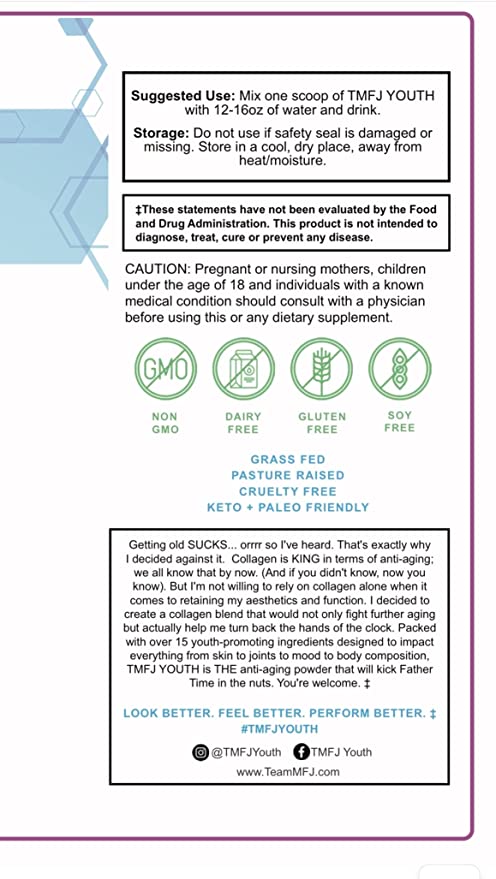 Suggested Use: Mix one scoop of TMFJ YOUTH
with 12-16oz of water and drink.
Storage: Do not use if safety seal is damaged or
missing. Store in a cool, dry place, away from
heat/moisture.
‡These statements have not been evaluated by the Food
and Drug Administration. This product is not intended to
diagnose, treat, cure or prevent any disease.
CAUTION: Pregnant or nursing mothers, children
under the age of 18 and individuals with a known
medical condition should consult with a physician
before using this or any dietary supplement.
GMO
NON
GMO
DAIRY
FREE
GLUTEN
FREE
SOY
FREE
GRASS FED
PASTURE RAISED
CRUELTY FREE
KETO + PALEO FRIENDLY
Getting old SUCKS... orrrr so I've heard. That's exactly why
I decided against it. Collagen is KING in terms of anti-aging;
we all know that by now. (And if you didn't know, now you
know). But I'm not willing to rely on collagen alone when it
comes to retaining my aesthetics and function. I decided to
create a collagen blend that would not only fight further aging
but actually help me turn back the hands of the clock. Packed
with over 15 youth-promoting ingredients designed to impact
everything from skin to joints to mood to body composition,
TMFJ YOUTH is THE anti-aging powder that will kick Father
Time in the nuts. You're welcome. ‡
LOOK BETTER. FEEL BETTER. PERFORM BETTER. ‡
#TMFJYOUTH
@TMFJYouth TMFJ Youth
www.TeamMFJ.com